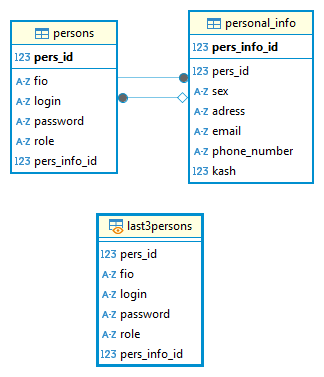 persons
123 pers_id
A-Z fio
A-Z login
A-Z password
A-Z role
123 pers_info_id
personal_info
123 pers_info_id
123 pers_id
A-Z sex
A-Z adress
A-Z email
A-Z phone_number
123 kash
last3persons
123 pers_id
A-Z fio
A-Z login
A-Z password
A-Z role
123 pers_info_id